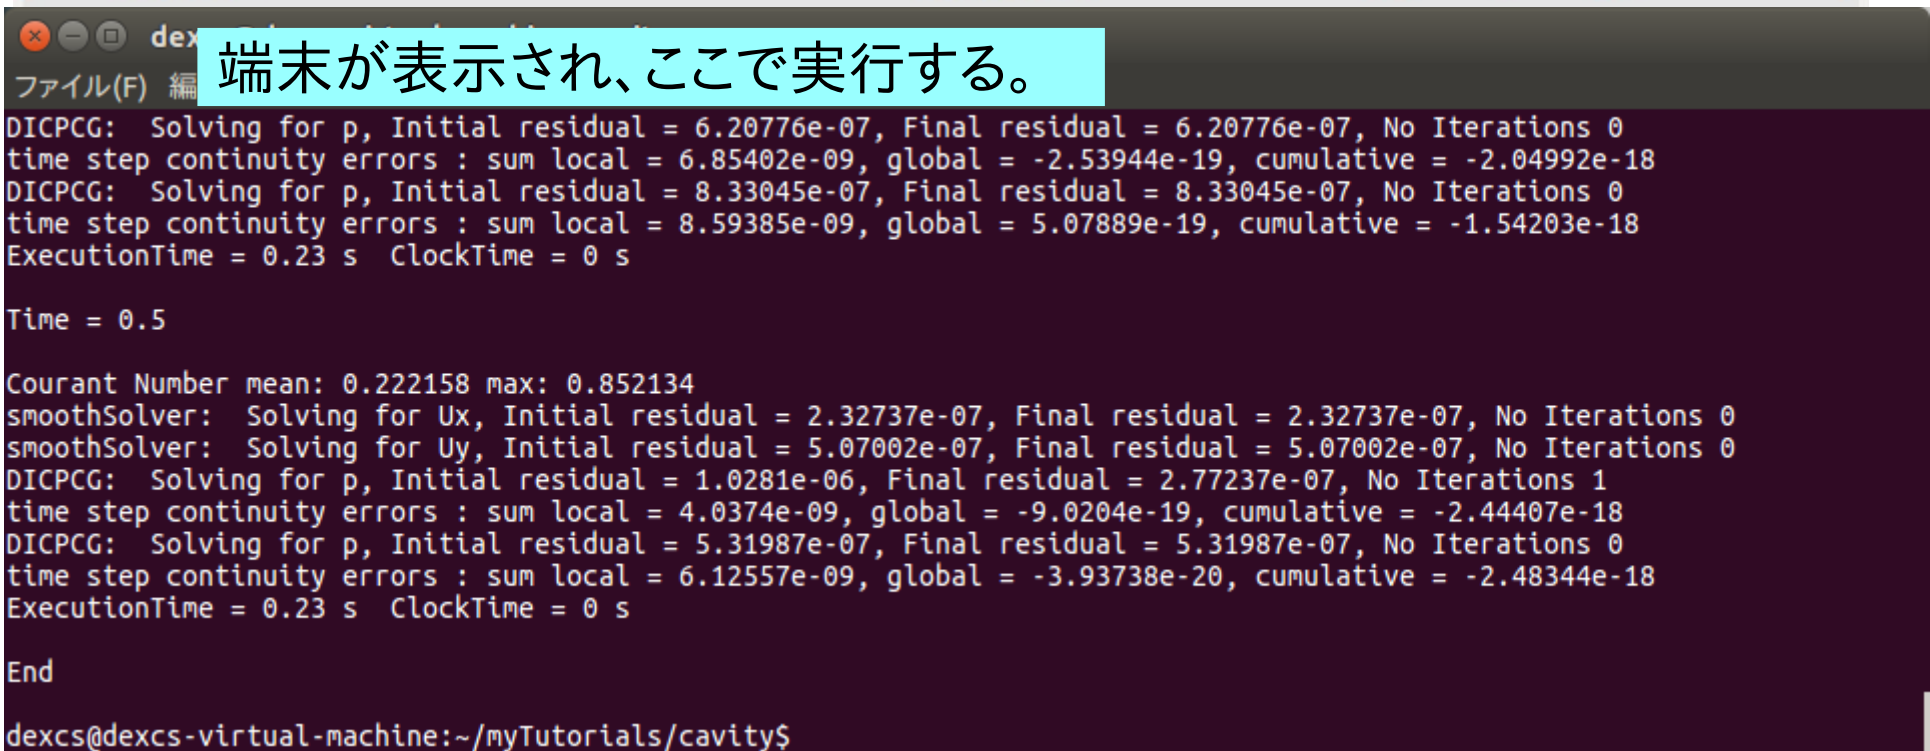 dex
端末が表示され、ここで実行する。
ファイル(F) 編
DICPCG:  Solving for p, Initial residual = 6.20776e-07, Final residual = 6.20776e-07, No Iterations 0
time step continuity errors : sum local = 6.85402e-09, global = -2.53944e-19, cumulative = -2.04992e-18
DICPCG:  Solving for p, Initial residual = 8.33045e-07, Final residual = 8.33045e-07, No Iterations 0
time step continuity errors : sum local = 8.59385e-09, global = 5.07889e-19, cumulative = -1.54203e-18
ExecutionTime = 0.23 s  ClockTime = 0 s
Time = 0.5
Courant Number mean: 0.222158 max: 0.852134
smoothSolver:  Solving for Ux, Initial residual = 2.32737e-07, Final residual = 2.32737e-07, No Iterations 0
smoothSolver:  Solving for Uy, Initial residual = 5.07002e-07, Final residual = 5.07002e-07, No Iterations 0
DICPCG:  Solving for p, Initial residual = 1.0281e-06, Final residual = 2.77237e-07, No Iterations 1
time step continuity errors : sum local = 4.0374e-09, global = -9.0204e-19, cumulative = -2.44407e-18
DICPCG:  Solving for p, Initial residual = 5.31987e-07, Final residual = 5.31987e-07, No Iterations 0
time step continuity errors : sum local = 6.12557e-09, global = -3.93738e-20, cumulative = -2.48344e-18
ExecutionTime = 0.23 s  ClockTime = 0 s
End
dexcs@dexcs-virtual-machine:~/myTutorials/cavity$